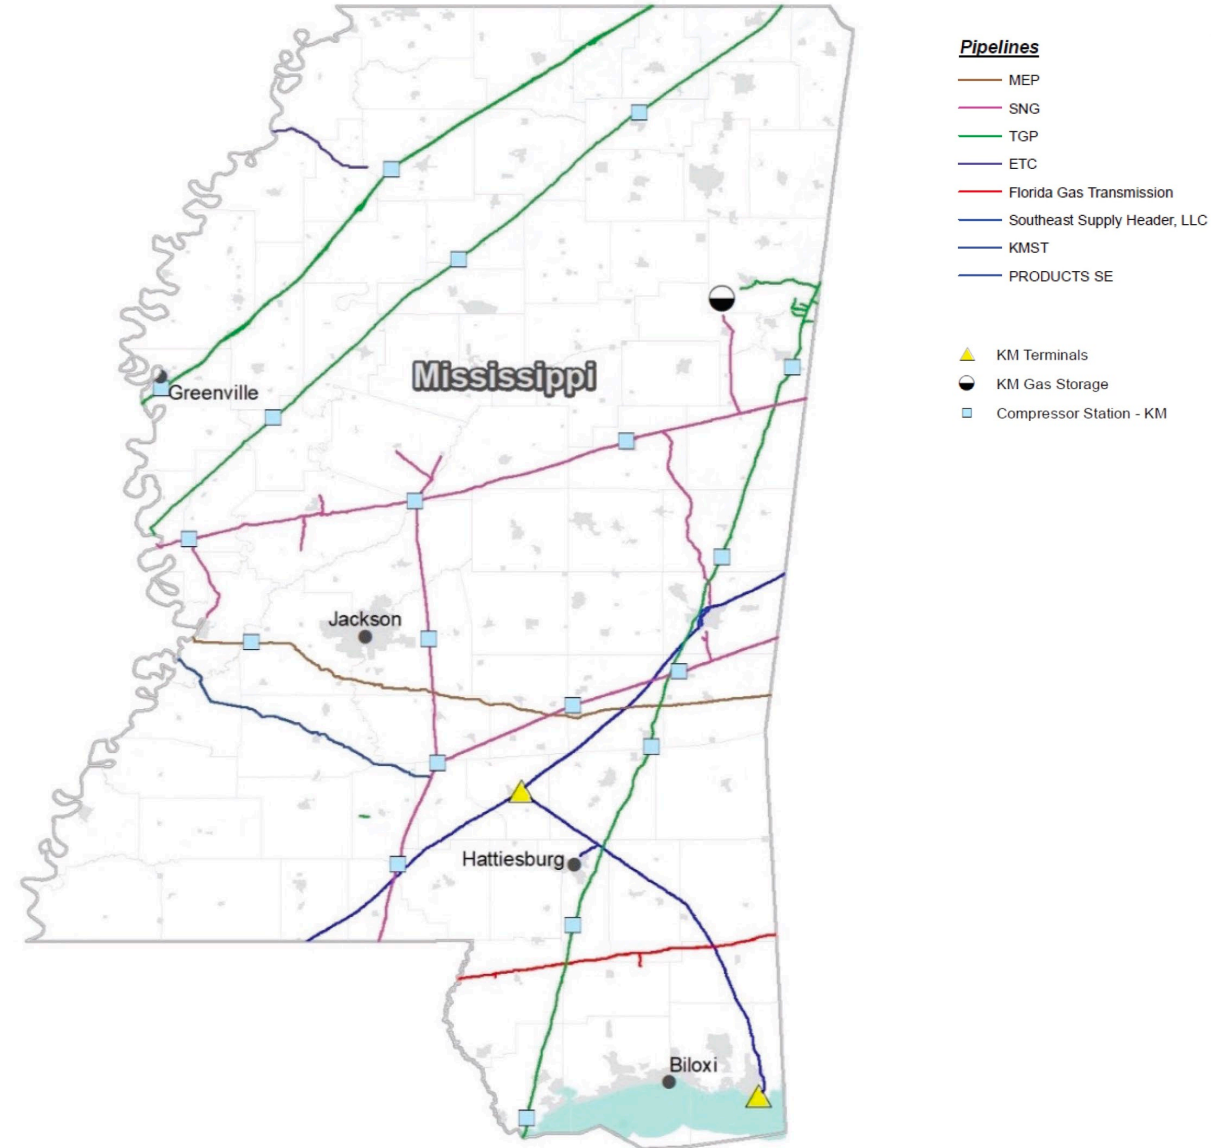 Pipelines
MEP
SNG
TGP
ETC
Florida Gas Transmission
Southeast Supply Header, LLC
KMST
PRODUCTS SE
KM Terminals
KM Gas Storage
Compressor Station - KM
Mississippi
Greenville
Jackson
Hattiesburg
Biloxi